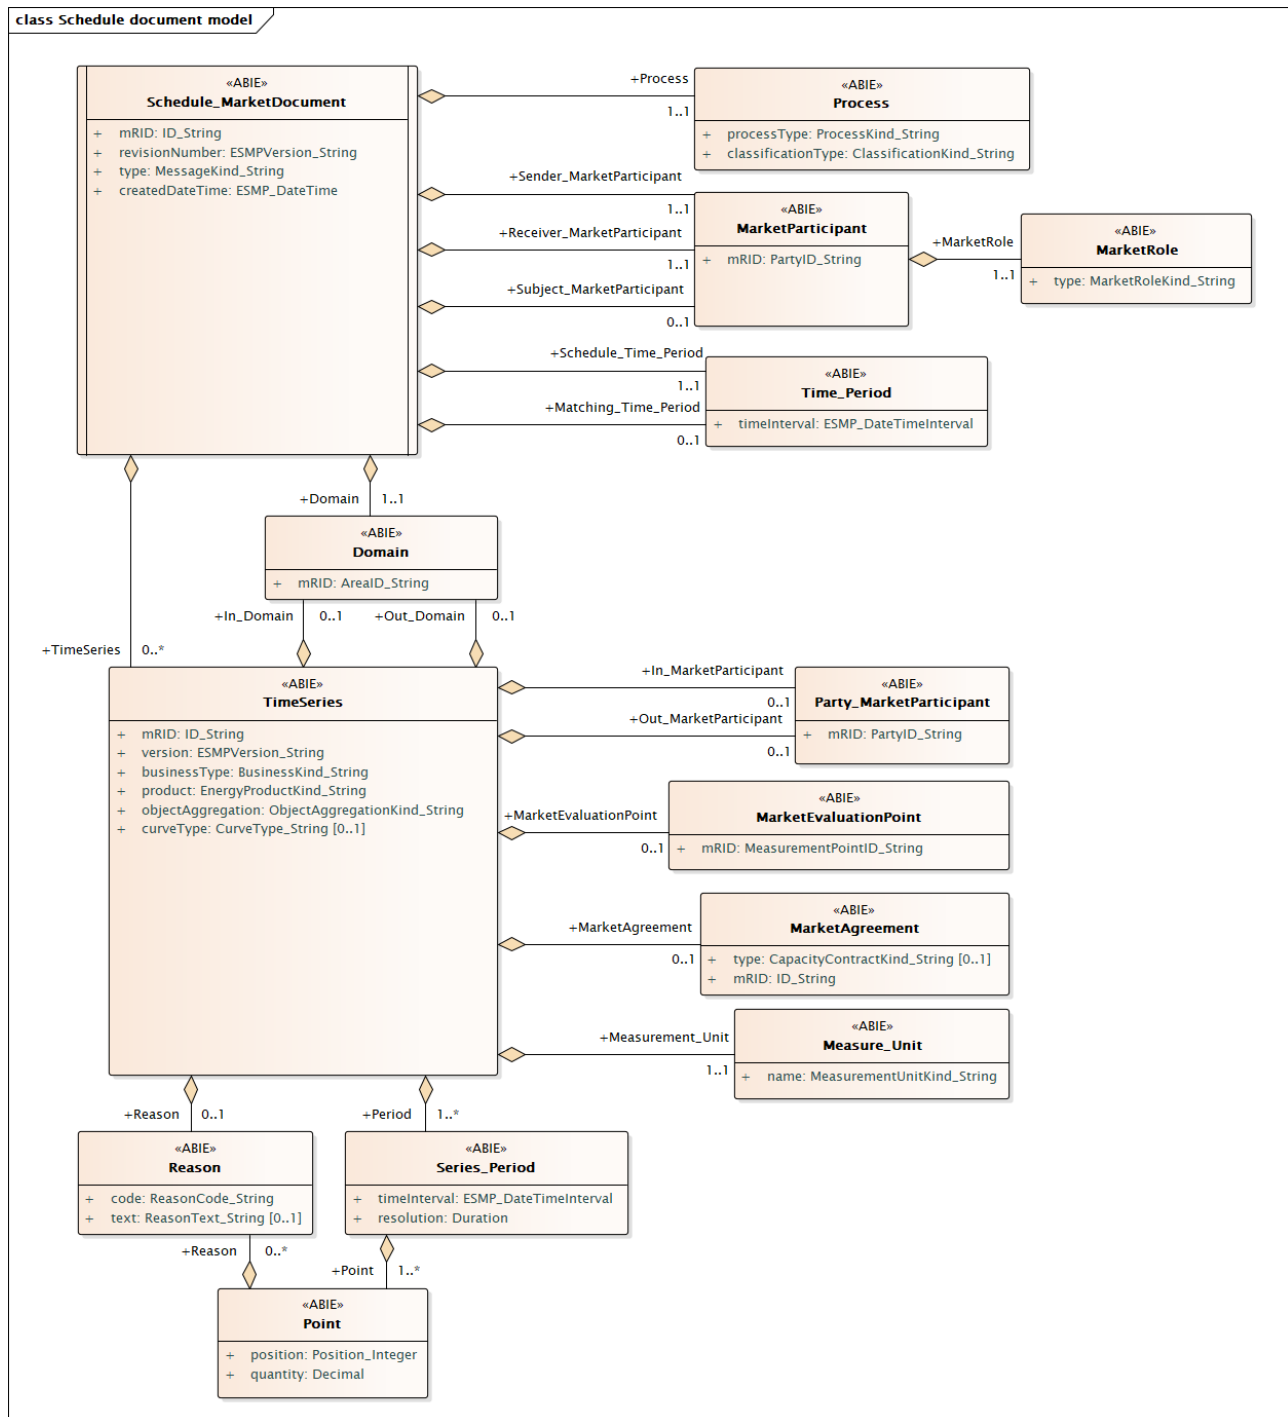 class Schedule document model
«ABIE»
Schedule_MarketDocument
+ mRID: ID_String
+ revisionNumber: ESMPVersion_String
+ type: MessageKind_String
+ createdDateTime: ESMP_DateTime
+Process
1..1
«ABIE»
Process
+ processType: ProcessKind_String
+ classificationType: ClassificationKind_String
+Sender_MarketParticipant
1..1
+Receiver_MarketParticipant
1..1
+Subject_MarketParticipant
0..1
«ABIE»
MarketParticipant
+ mRID: PartyID_String
+MarketRole
1..1
«ABIE»
MarketRole
+ type: MarketRoleKind_String
+Schedule_Time_Period
1..1
+Matching_Time_Period
0..1
«ABIE»
Time_Period
+ timeInterval: ESMP_DateTimeInterval
+Domain 1..1
«ABIE»
Domain
+ mRID: AreaID_String
+In_Domain 0..1
+Out_Domain 0..1
+TimeSeries 0..*
«ABIE»
TimeSeries
+ mRID: ID_String
+ version: ESMPVersion_String
+ businessType: BusinessKind_String
+ product: EnergyProductKind_String
+ objectAggregation: ObjectAggregationKind_String
+ curveType: CurveType_String [0..1]
+In_MarketParticipant
0..1
+Out_MarketParticipant
0..1
«ABIE»
Party_MarketParticipant
+ mRID: PartyID_String
+MarketEvaluationPoint
0..1
«ABIE»
MarketEvaluationPoint
+ mRID: MeasurementPointID_String
+MarketAgreement
0..1
«ABIE»
MarketAgreement
+ type: CapacityContractKind_String [0..1]
+ mRID: ID_String
+Measurement_Unit
1..1
«ABIE»
Measure_Unit
+ name: MeasurementUnitKind_String
+Reason 0..1
+Period 1..*
«ABIE»
Reason
+ code: ReasonCode_String
+ text: ReasonText_String [0..1]
«ABIE»
Series_Period
+ timeInterval: ESMP_DateTimeInterval
+ resolution: Duration
+Reason 0..*
+Point 1..*
«ABIE»
Point
+ position: Position_Integer
+ quantity: Decimal